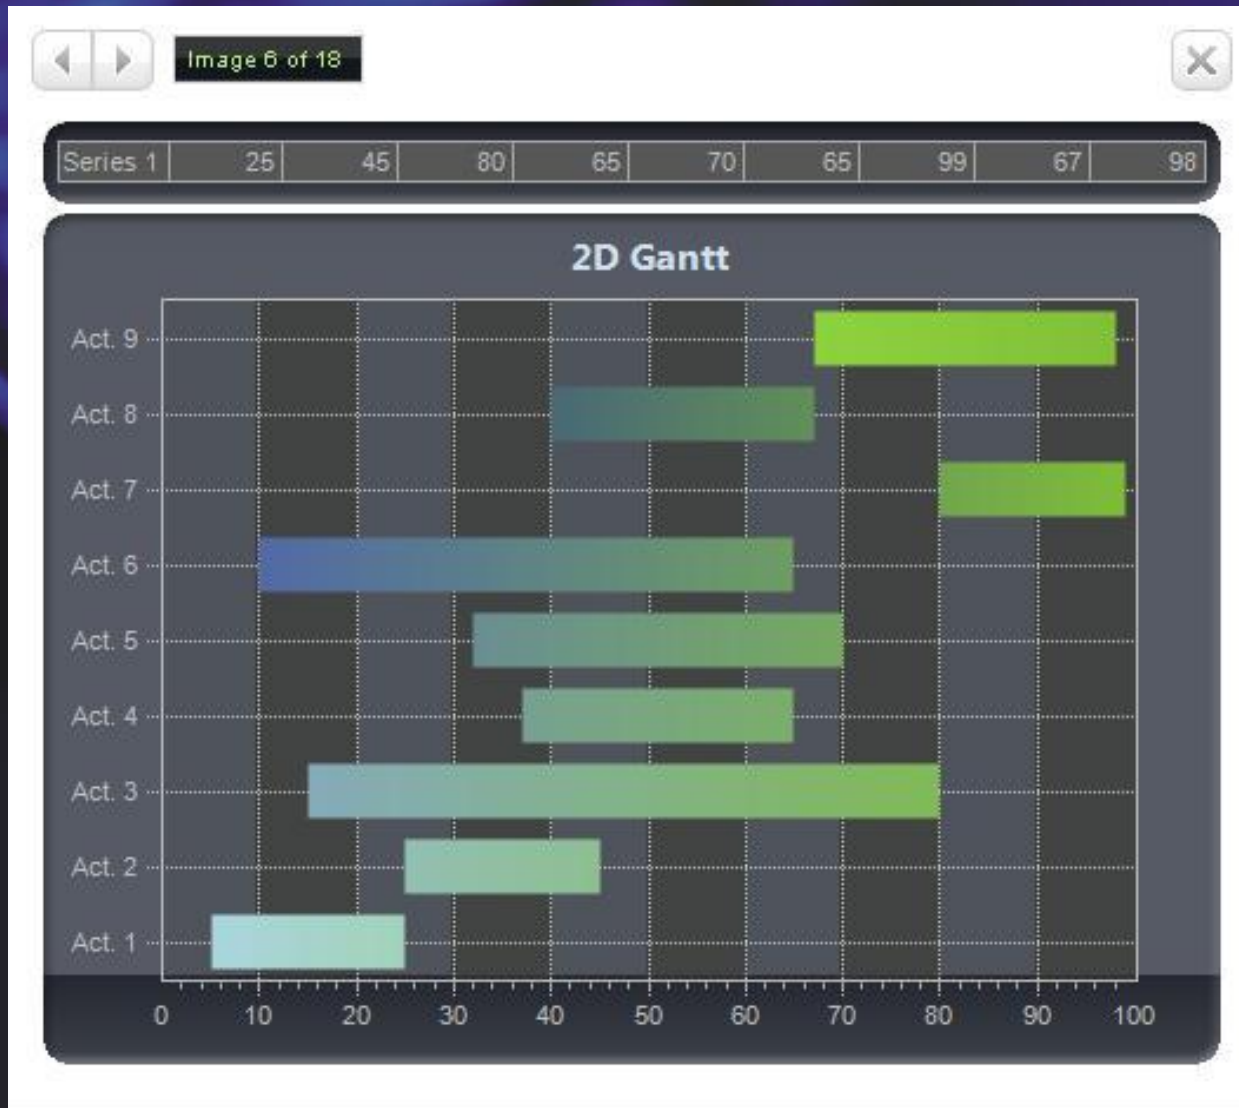 Image 6 of 18
Series 1 25 45 80 65 70 65 99 67 98
2D Gantt
Act. 9
Act. 8
Act. 7
Act. 6
Act. 5
Act. 4
Act. 3
Act. 2
Act. 1
0 10 20 30 40 50 60 70 80 90 100